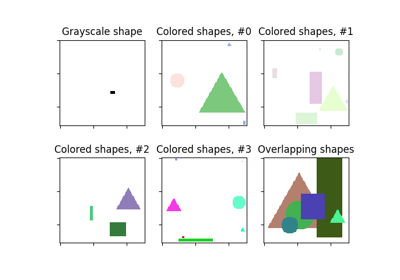 Grayscale shape
Colored shapes, #0
Colored shapes, #1
Colored shapes, #2
Colored shapes, #3
Overlapping shapes